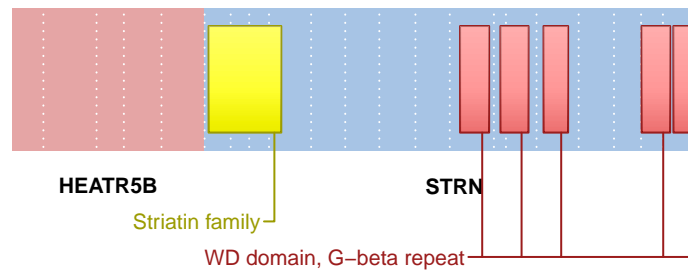 HEATR5B STRN
Striatin family
WD domain, G−beta repeat